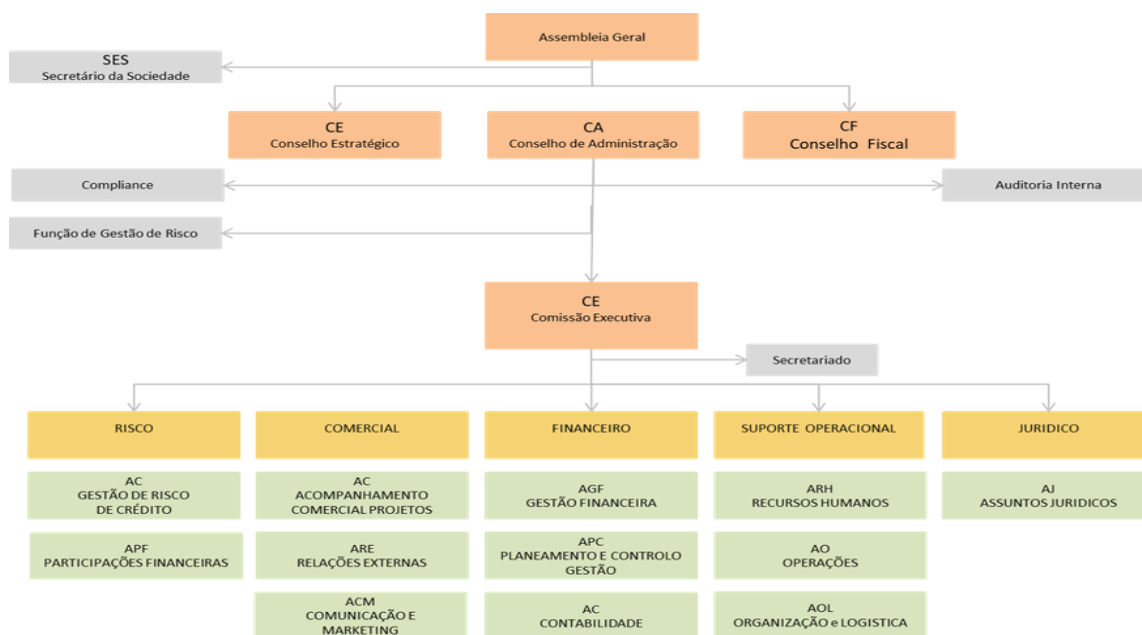 Assembleia Geral
SES
Secretário da Sociedade
CE
Conselho Estratégico
CA
Conselho de Administração
CF
Conselho Fiscal
Compliance
Auditoria Interna
Função de Gestão de Risco
CE
Comissão Executiva
Secretariado
RISCO
COMERCIAL
FINANCEIRO
SUPORTE OPERACIONAL
JURIDICO
AC
GESTÃO DE RISCO
DE CRÉDITO
AC
ACOMPANHAMENTO
COMERCIAL PROJETOS
AGF
GESTÃO FINANCEIRA
ARH
RECURSOS HUMANOS
AJ
ASSUNTOS JURIDICOS
APF
PARTICIPAÇÕES FINANCEIRAS
ARE
RELAÇÕES EXTERNAS
APC
PLANEAMENTO E CONTROLO
GESTÃO
AO
OPERAÇÕES
ACM
COMUNICAÇÃO E
MARKETING
AC
CONTABILIDADE
AOL
ORGANIZAÇÃO e LOGISTICA